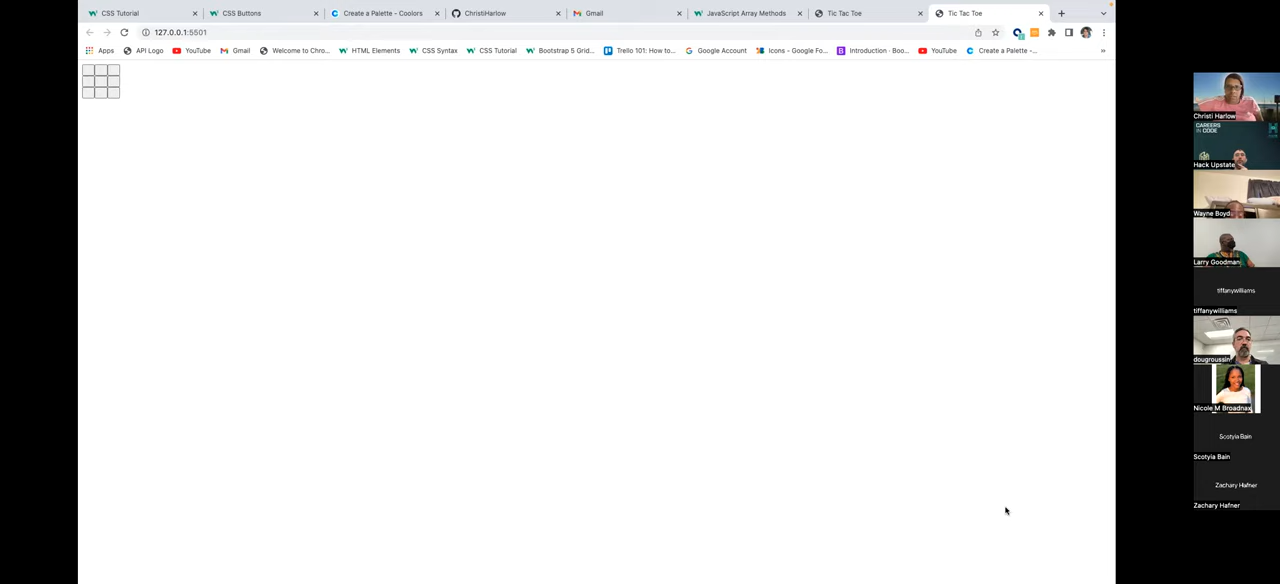 CSS Tutorial
CSS Buttons
Create a Palette - Coolors
ChristiHarlow
Gmail
JavaScript Array Methods
Tic Tac Toe
Tic Tac Toe
127.0.0.1:5501
Apps
API Logo
YouTube
Gmail
Welcome to Chro...
HTML Elements
CSS Syntax
CSS Tutorial
Bootstrap 5 Grid...
Trello 101: How to...
Google Account
Icons - Google Fo...
Introduction · Boo...
YouTube
Create a Palette -...
Christi Harlow
CAREERS
IN CODE
Hack Upstate
Wayne Boyd
Larry Goodman
tiffanywilliams
tiffanywilliams
dougroussin
Nicole M Broadnax
Scotyia Bain
Scotyia Bain
Zachary Hafner
Zachary Hafner